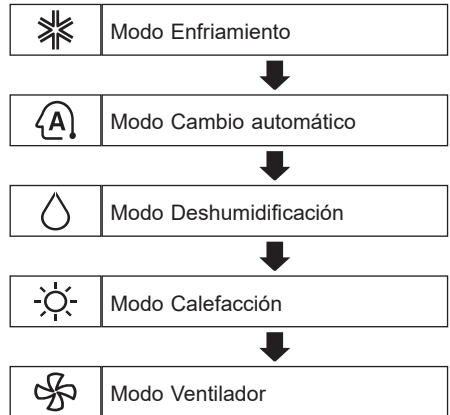 Modo Enfriamiento
A Modo Cambio automático
Modo Deshumidificación
Modo Calefacción
Modo Ventilador